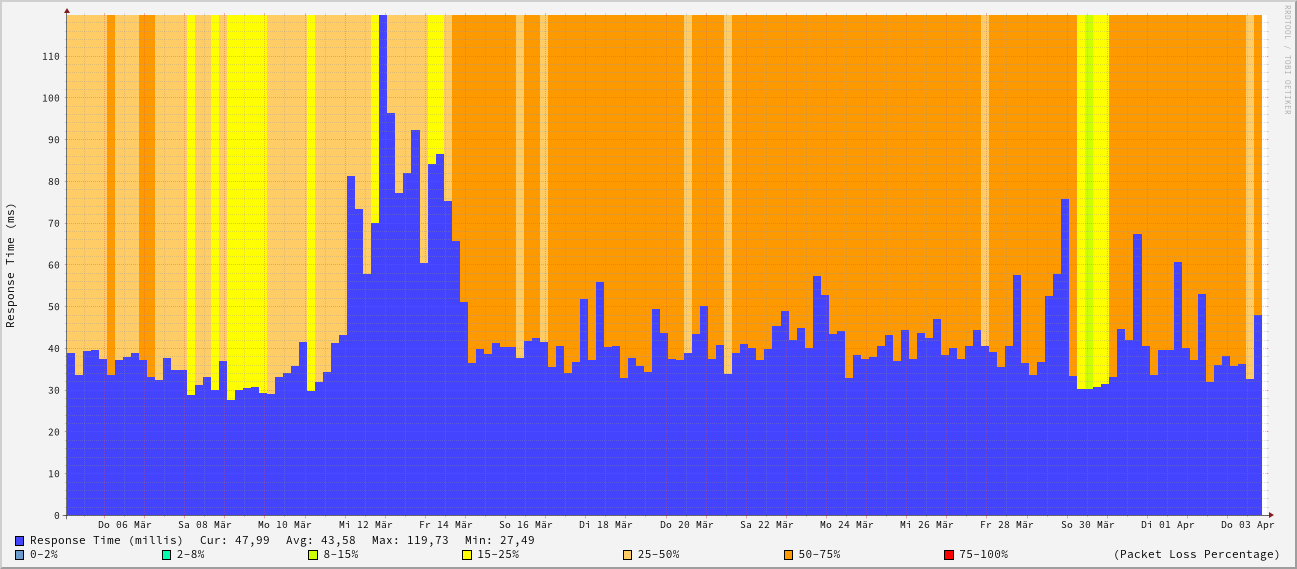 RRDTOOL / TOBI OETIKER
Response Time (ms)
110
100
90
80
70
60
50
40
30
20
10
0
Do 06 Mär Sa 08 Mär Mo 10 Mär Mi 12 Mär Fr 14 Mär So 16 Mär Di 18 Mär Do 20 Mär Sa 22 Mär Mo 24 Mär Mi 26 Mär Fr 28 Mär So 30 Mär Di 01 Apr Do 03 Apr
Response Time (millis) Cur: 47,99 Avg: 43,58 Max: 119,73 Min: 27,49
0-2% 2-8% 8-15% 15-25% 25-50% 50-75% 75-100% (Packet Loss Percentage)